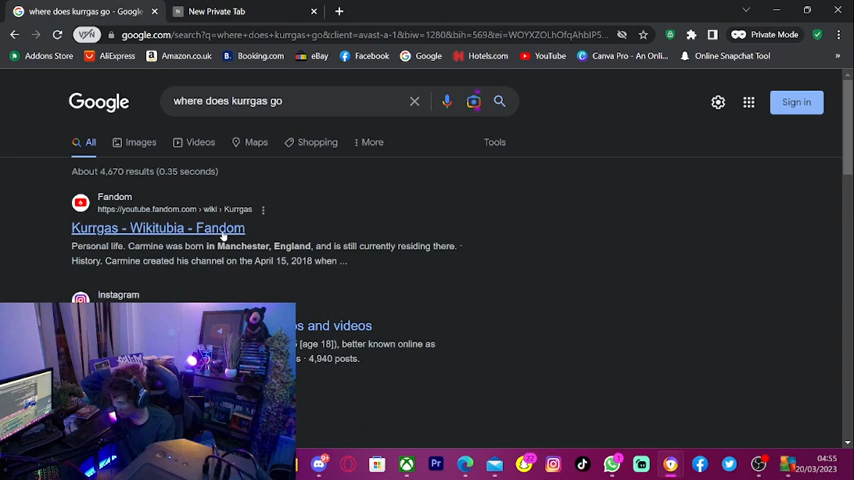 where does kurrgas go - Google
New Private Tab
VPN
google.com/search?q=where+does+kurrgas+go&client=avast-a-1&biw=1280&bih=569&ei=WOYXZOLhOfqAhbIP5...
Private Mode
Addons Store
AliExpress
Amazon.co.uk
Booking.com
eBay
Facebook
Google
Hotels.com
YouTube
Canva Pro - An Onli...
Online Snapchat Tool
»
Google
where does kurrgas go
Sign in
All
Images
Videos
Maps
Shopping
More
Tools
About 4,670 results (0.35 seconds)
Fandom
https://youtube.fandom.com › wiki › Kurrgas
Kurrgas - Wikitubia - Fandom
Personal life. Carmine was born in Manchester, England, and is still currently residing there. ·
History. Carmine created his channel on the April 15, 2018 when ...
Instagram
os and videos
[age 18]), better known online as
s · 4,940 posts.
Pr
04:55
20/03/2023